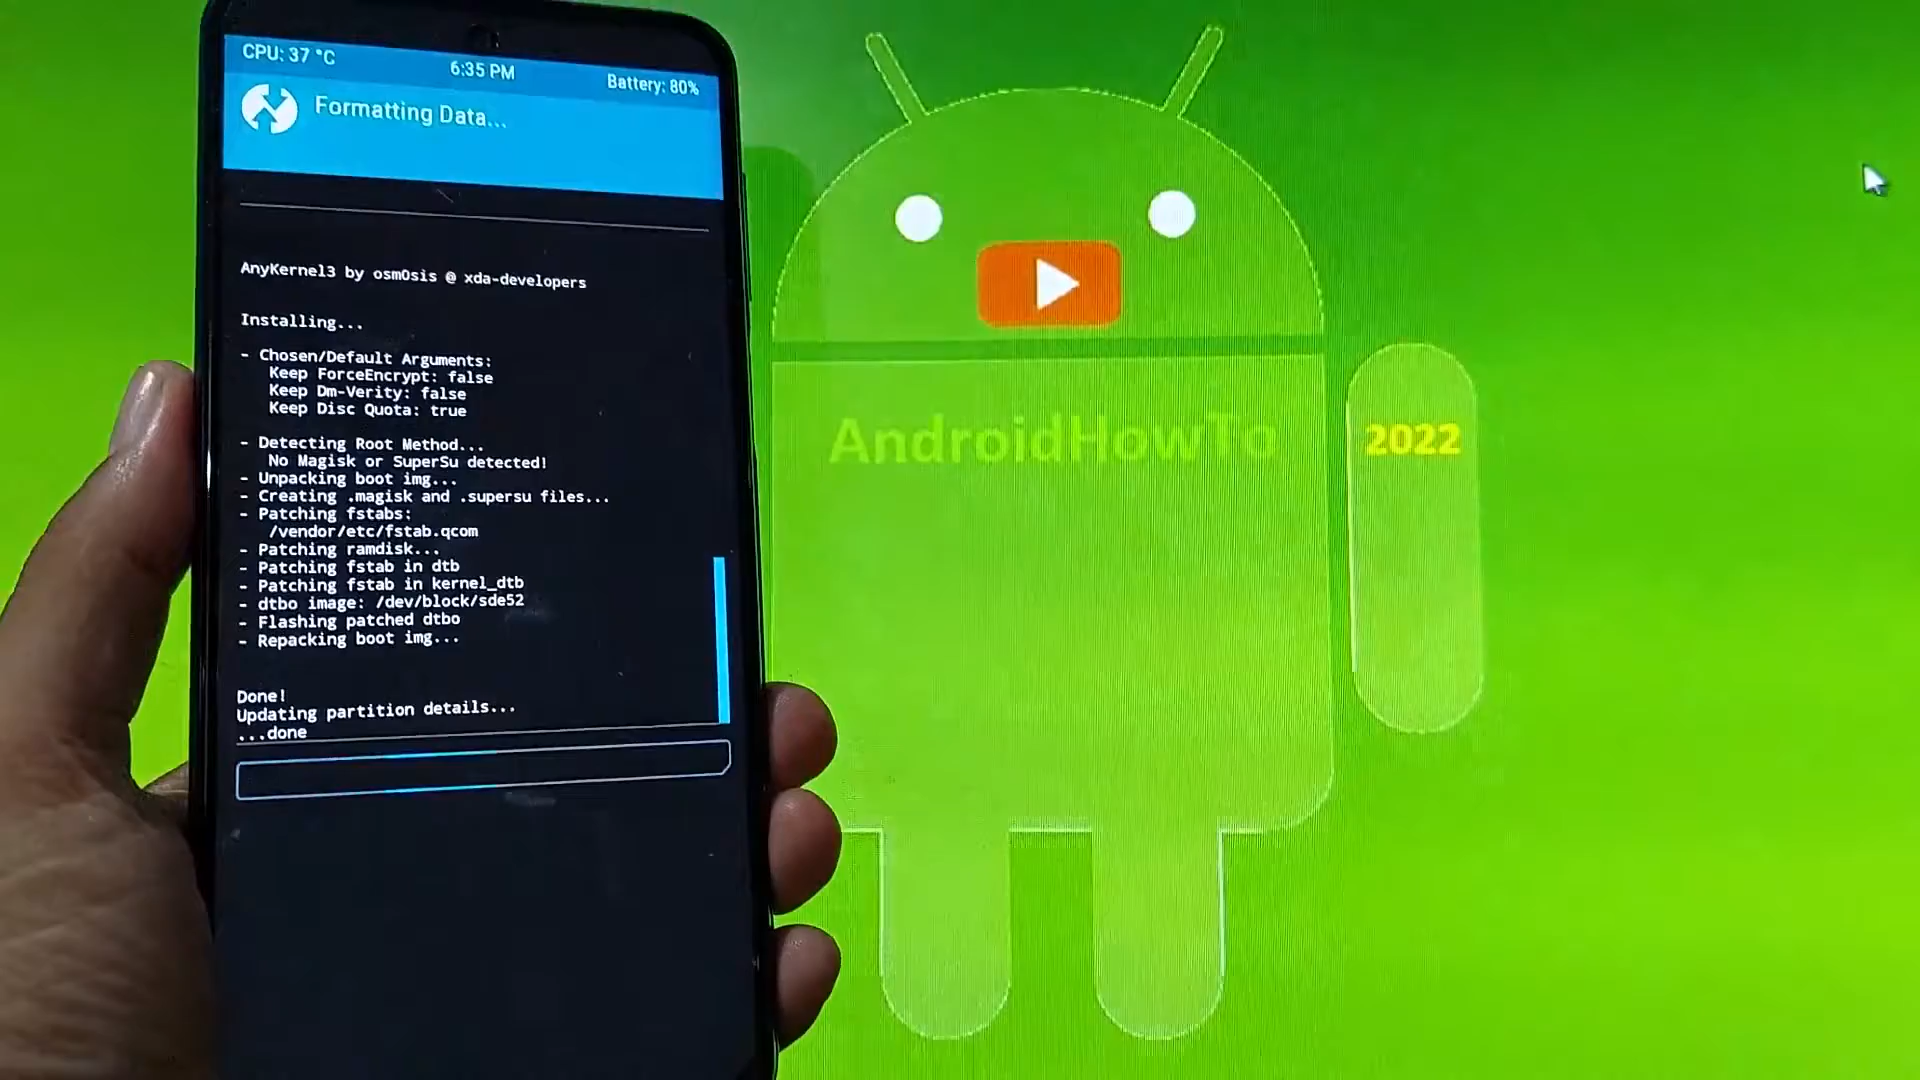 CPU: 37 °C
6:35 PM
Battery: 80%
Formatting Data...
AnyKernel3 by osm0sis @ xda-developers
Installing...
- Chosen/Default Arguments:
Keep ForceEncrypt: false
Keep Dm-Verity: false
Keep Disc Quota: true
- Detecting Root Method...
No Magisk or SuperSu detected!
- Unpacking boot img...
- Creating .magisk and .supersu files...
- Patching fstabs:
/vendor/etc/fstab.qcom
- Patching ramdisk...
- Patching fstab in dtb
- Patching fstab in kernel_dtb
- dtbo image: /dev/block/sde52
- Flashing patched dtbo
- Repacking boot img...
Done!
Updating partition details...
...done
AndroidHowTo
2022